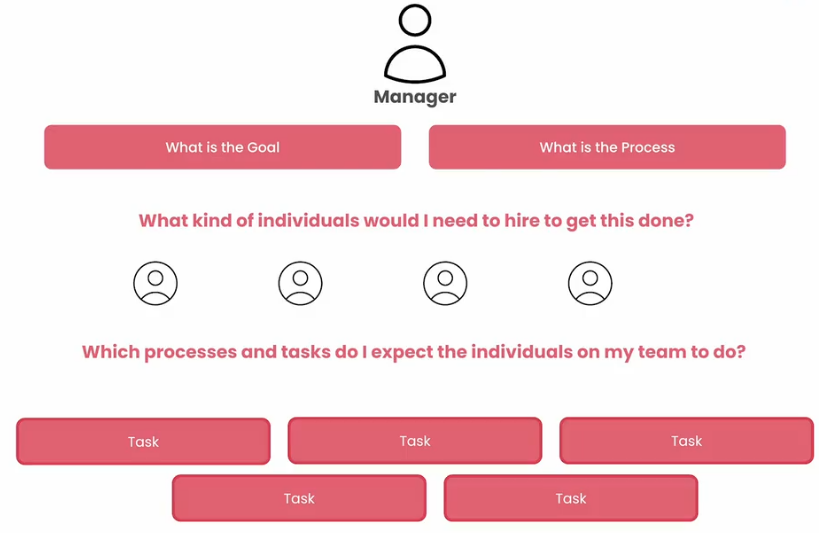 Manager
What is the Goal
What is the Process
What kind of individuals would I need to hire to get this done?
Which processes and tasks do I expect the individuals on my team to do?
Task
Task
Task
Task
Task